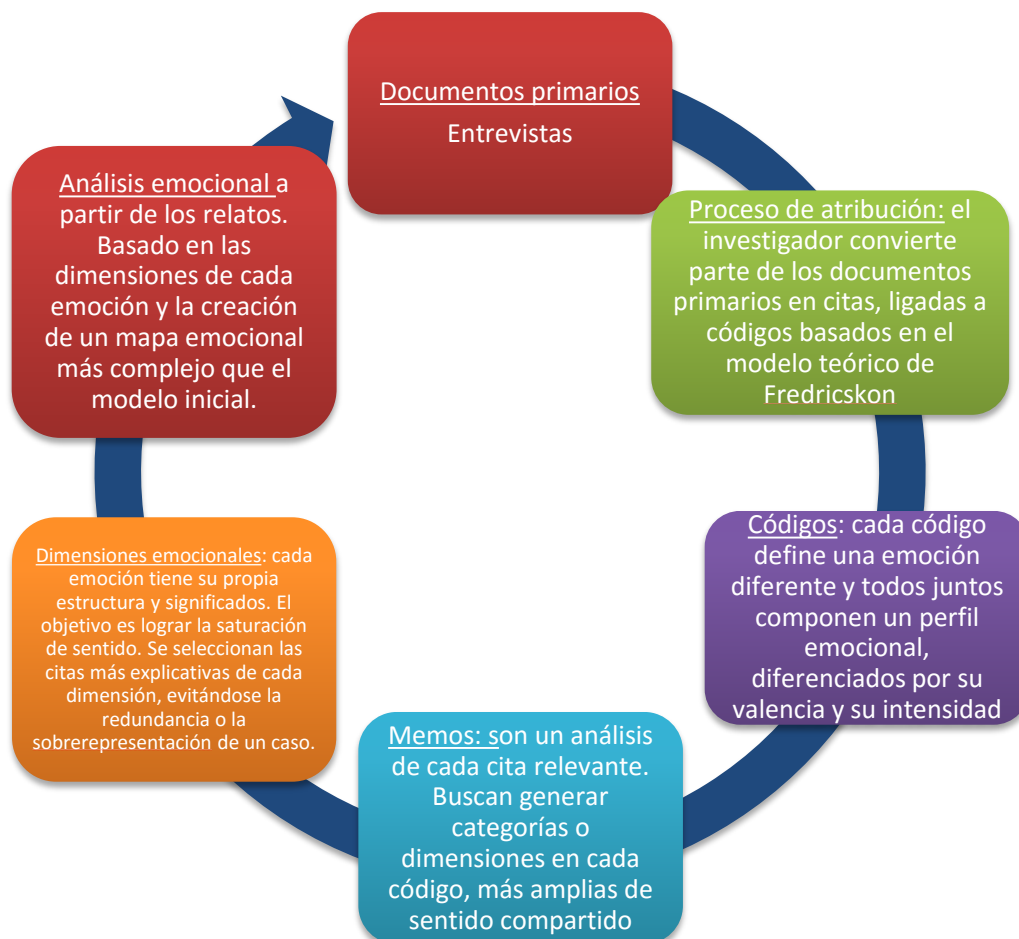 Documentos primarios
Entrevistas
Proceso de atribución: el
investigador convierte
parte de los documentos
primarios en citas, ligadas a
códigos basados en el
modelo teórico de
Fredricskon
Códigos: cada código
define una emoción
diferente y todos juntos
componen un perfil
emocional,
diferenciados por su
valencia y su intensidad
Memos: son un análisis
de cada cita relevante.
Buscan generar
categorías o
dimensiones en cada
código, más amplias de
sentido compartido
Dimensiones emocionales: cada
emoción tiene su propia
estructura y significados. El
objetivo es lograr la saturación
de sentido. Se seleccionan las
citas más explicativas de cada
dimensión, evitándose la
redundancia o la
sobrerepresentación de un caso.
Análisis emocional a
partir de los relatos.
Basado en las
dimensiones de cada
emoción y la creación
de un mapa emocional
más complejo que el
modelo inicial.